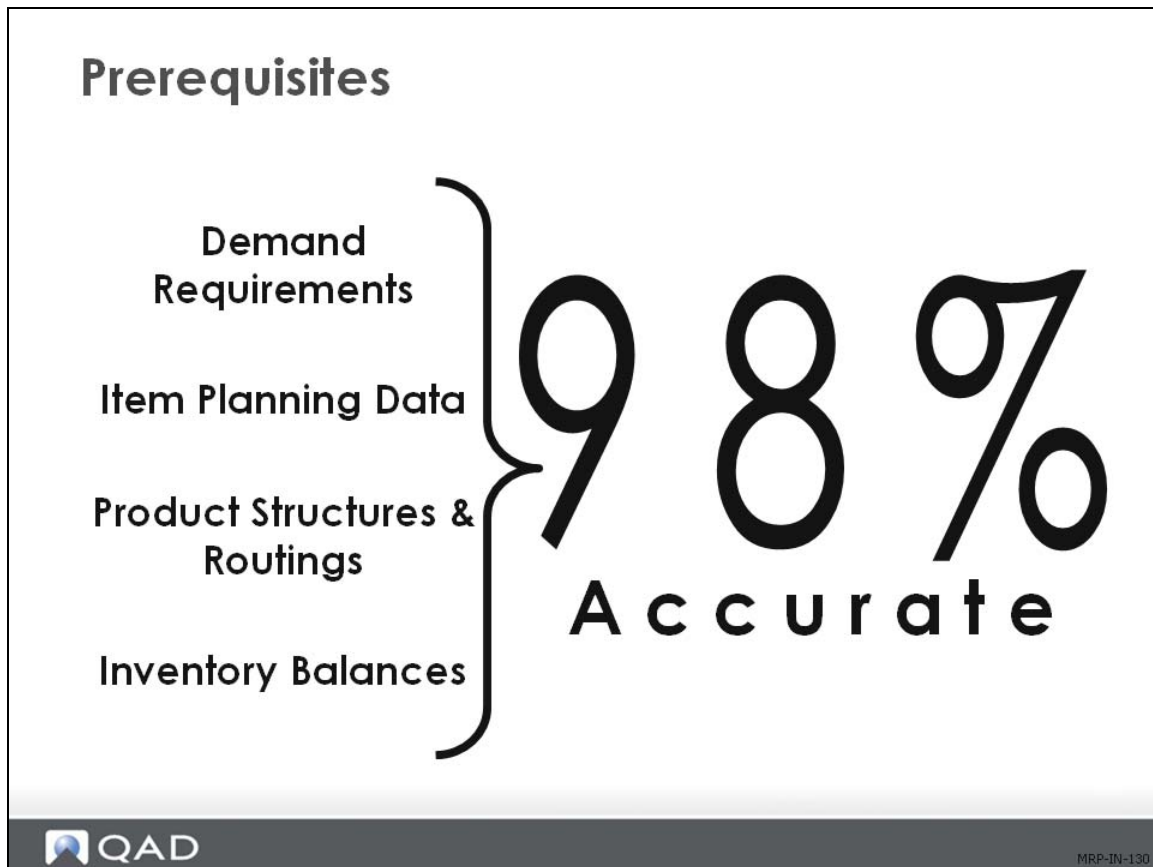 Prerequisites
Demand
Requirements
Item Planning Data
Product Structures &
Routings
Inventory Balances
98%
Accurate
QAD
MRP-IN-130